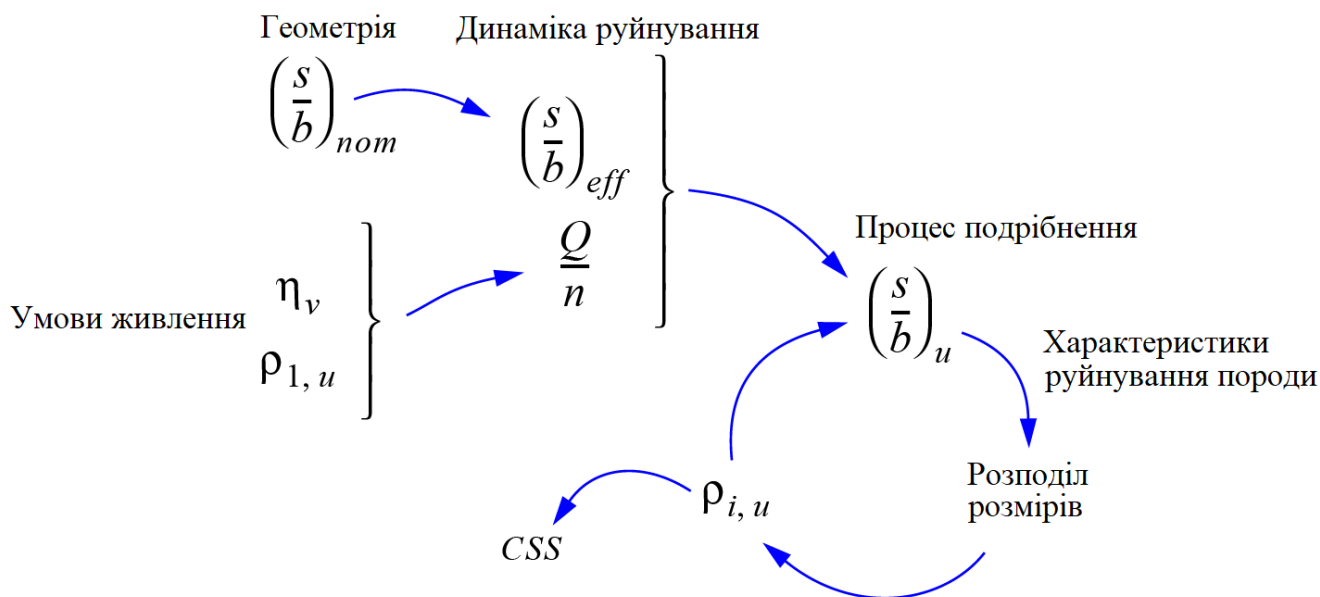 Геометрія
Динаміка руйнування
(s/b)nom
(s/b)eff
Q/n
Умови живлення
ηv
ρ1, u
Процес подрібнення
(s/b)u
Характеристики
руйнування породи
Розподіл
розмірів
ρi, u
CSS